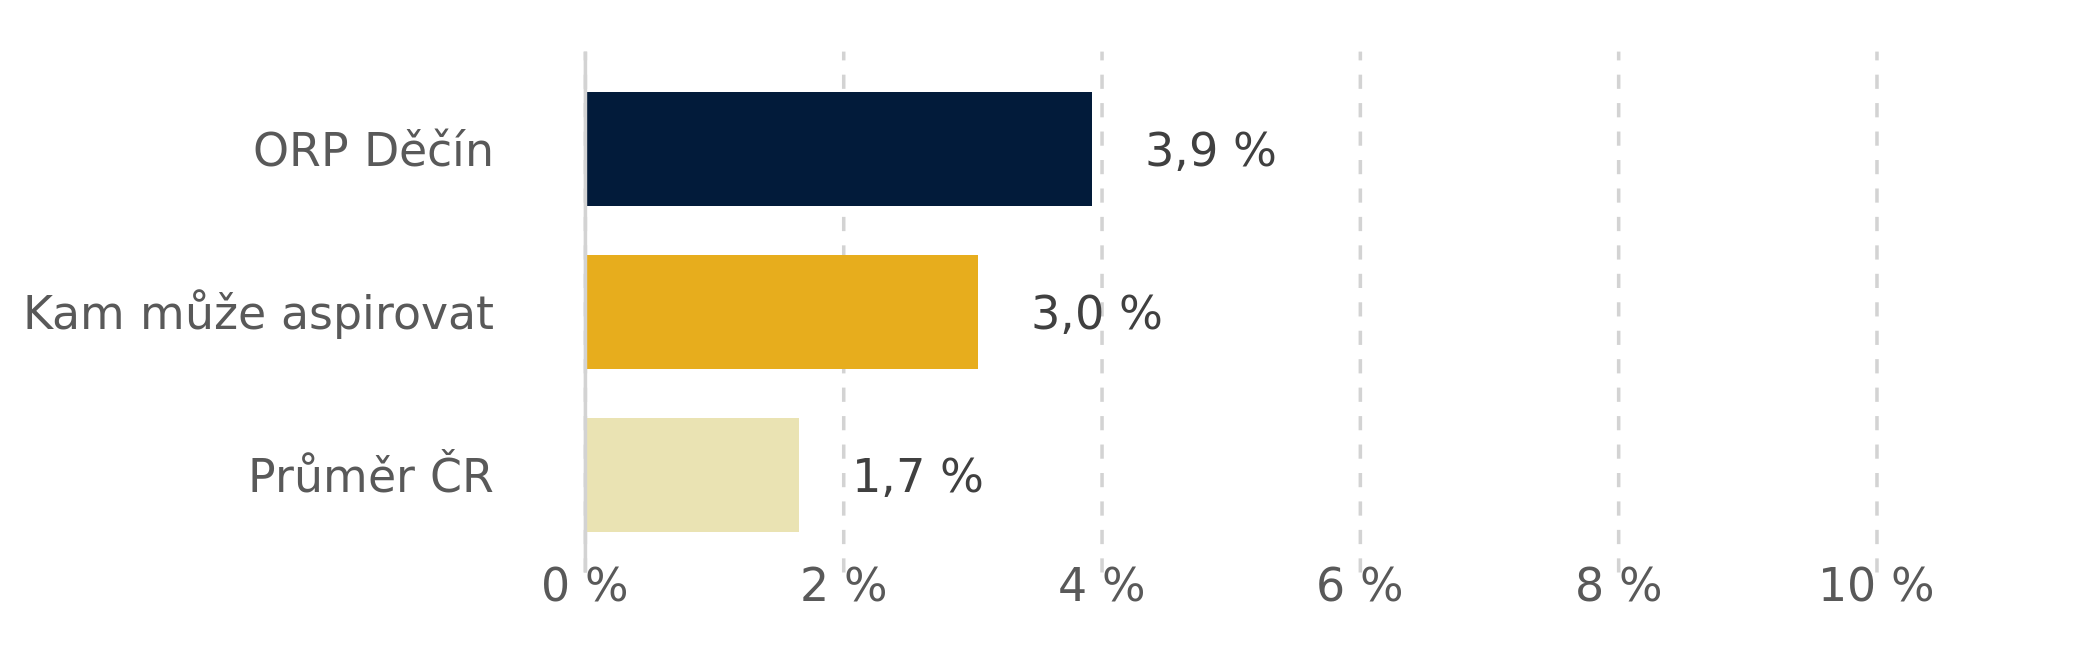 ORP Děčín 3,9 %
Kam může aspirovat 3,0 %
Průměr ČR 1,7 %
0 % 2 % 4 % 6 % 8 % 10 %